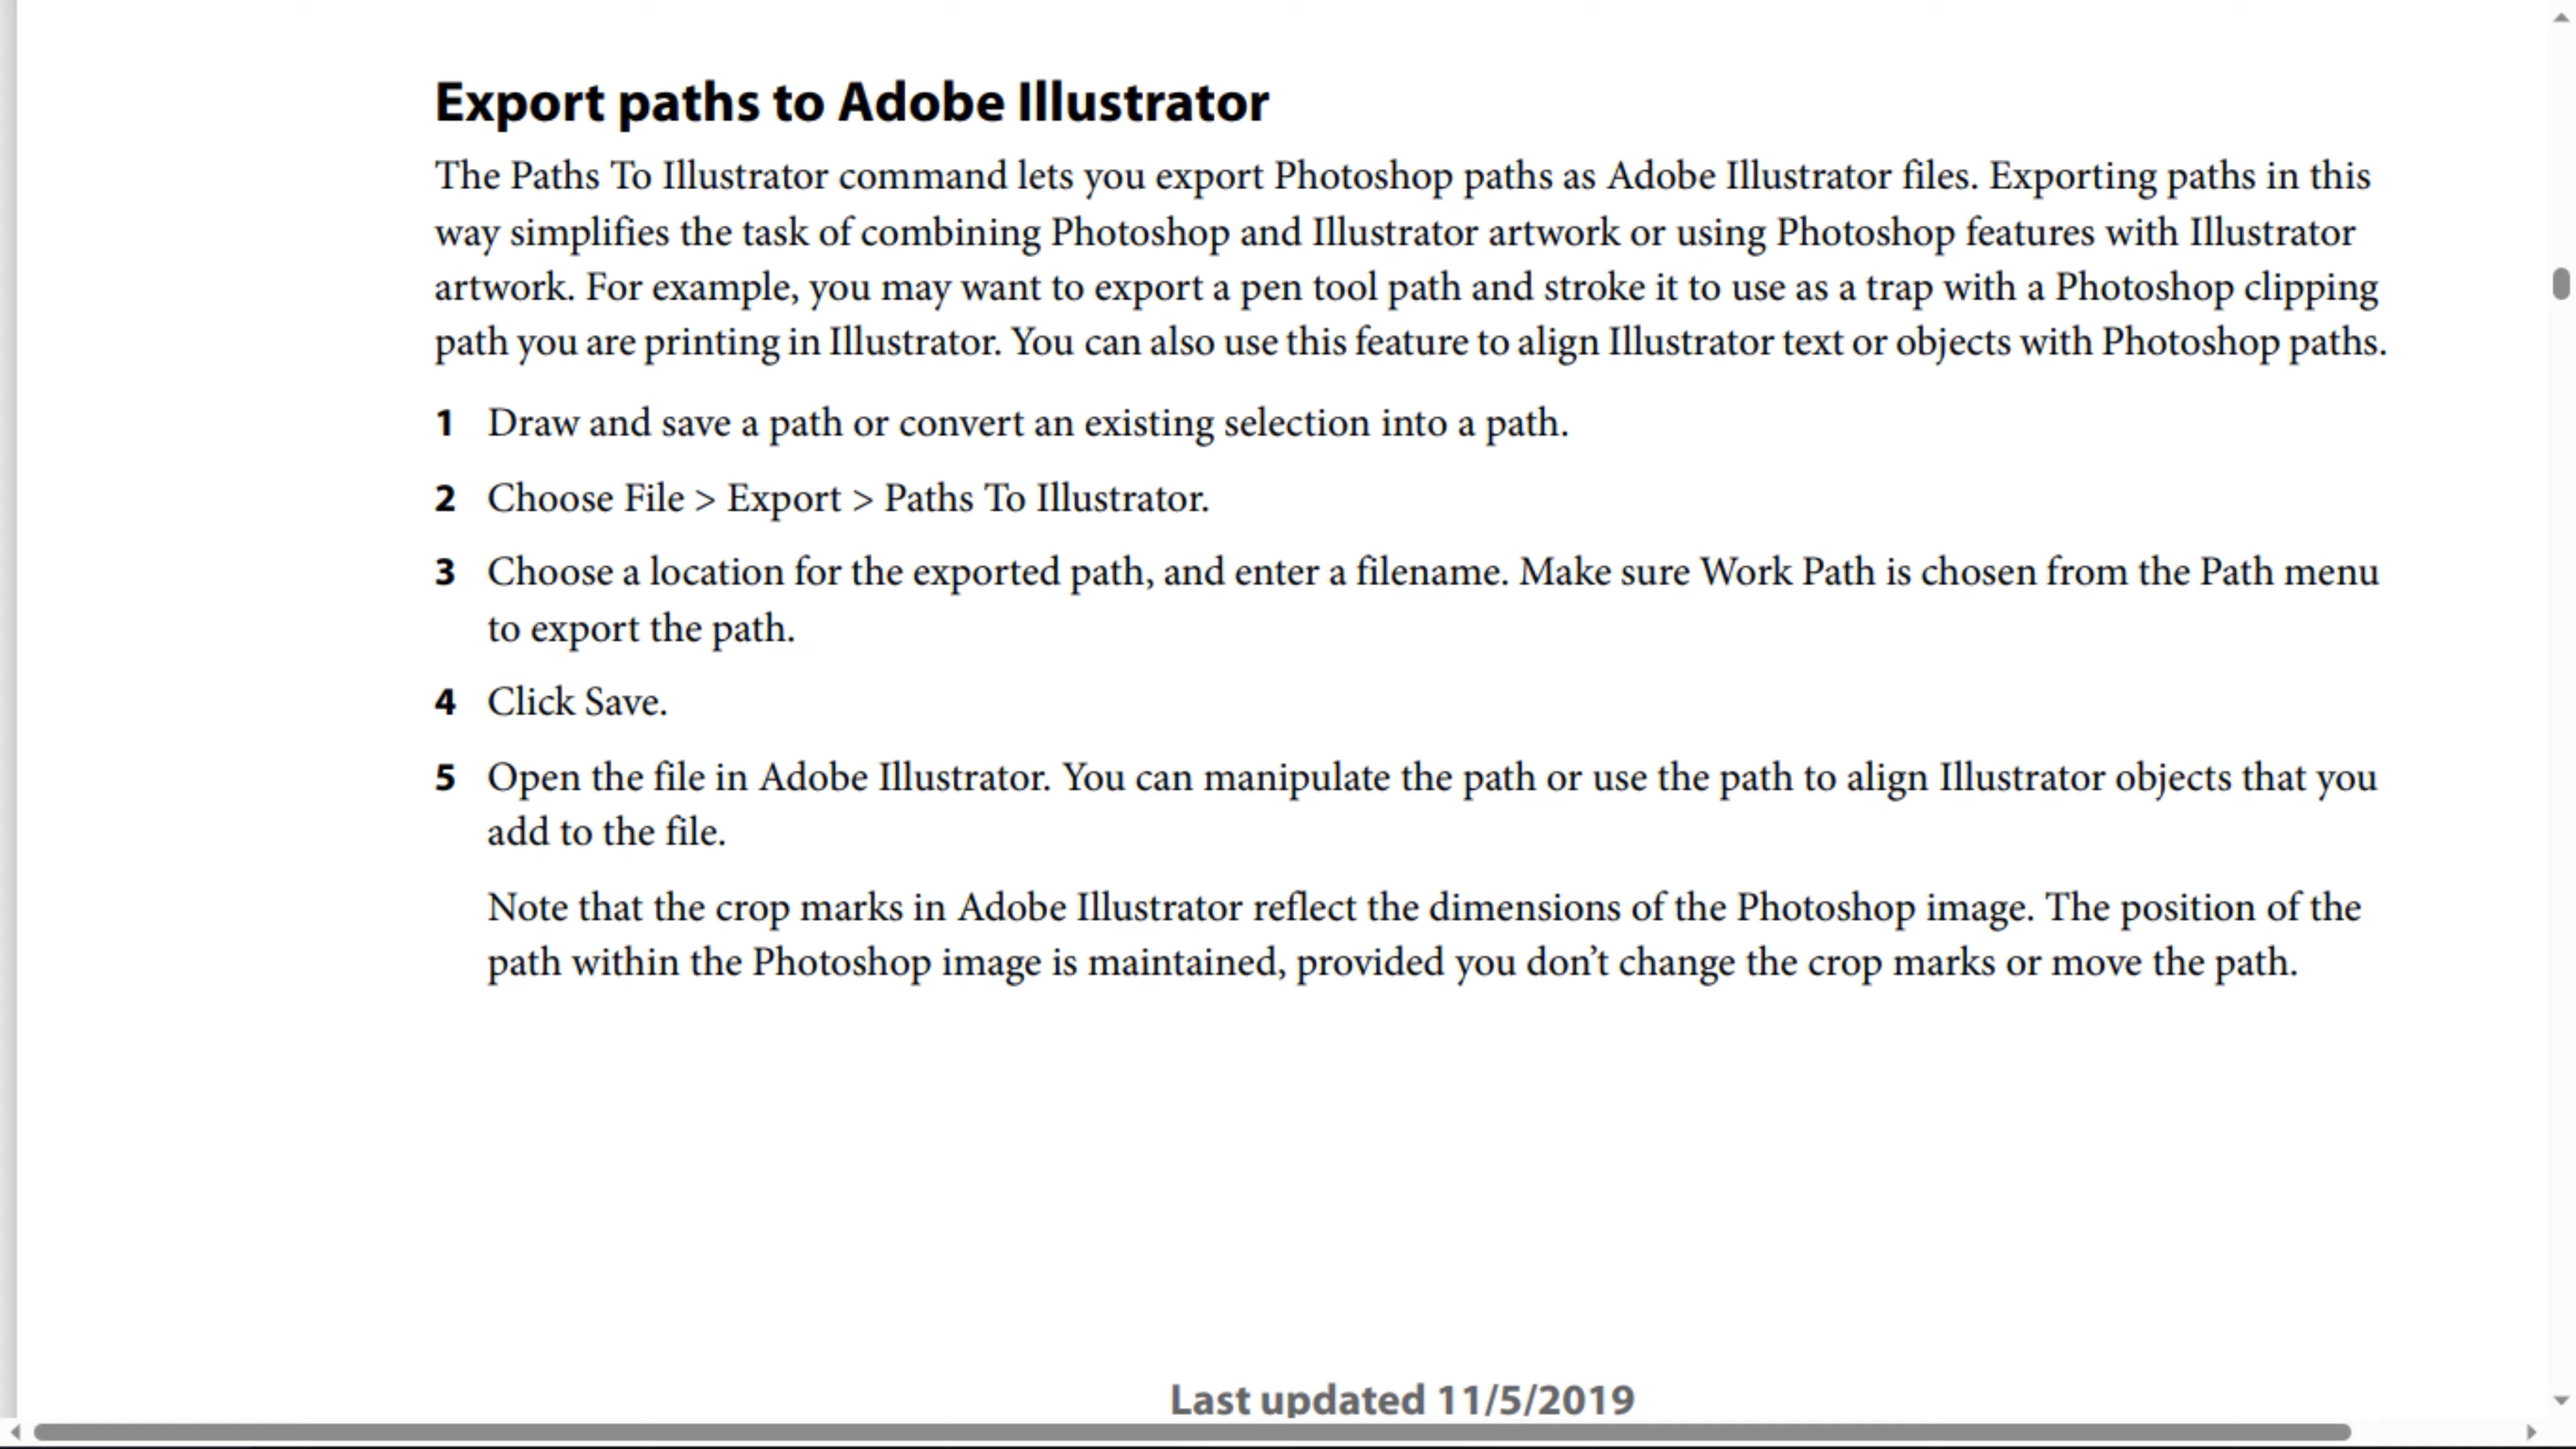 Export paths to Adobe Illustrator
The Paths To Illustrator command lets you export Photoshop paths as Adobe Illustrator files. Exporting paths in this
way simplifies the task of combining Photoshop and Illustrator artwork or using Photoshop features with Illustrator
artwork. For example, you may want to export a pen tool path and stroke it to use as a trap with a Photoshop clipping
path you are printing in Illustrator. You can also use this feature to align Illustrator text or objects with Photoshop paths.
1 Draw and save a path or convert an existing selection into a path.
2 Choose File > Export > Paths To Illustrator.
3 Choose a location for the exported path, and enter a filename. Make sure Work Path is chosen from the Path menu
to export the path.
4 Click Save.
5 Open the file in Adobe Illustrator. You can manipulate the path or use the path to align Illustrator objects that you
add to the file.
Note that the crop marks in Adobe Illustrator reflect the dimensions of the Photoshop image. The position of the
path within the Photoshop image is maintained, provided you don’t change the crop marks or move the path.
Last updated 11/5/2019